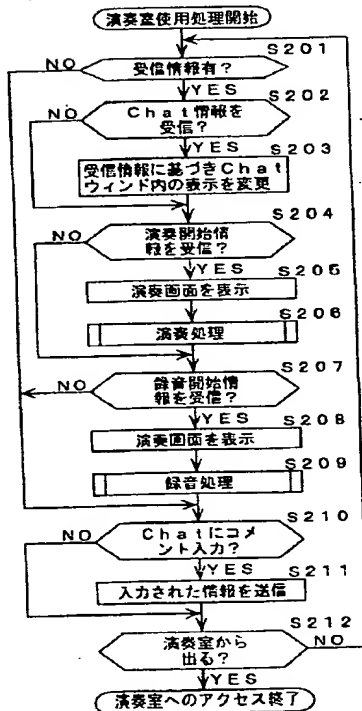 演奏室使用処理開始
S201
NO
受信情報有？
YES
S202
Chat情報を
受信？
NO
YES
S203
受信情報に基づきChat
ウィンド内の表示を変更
S204
演奏開始情
報を受信？
NO
YES
S205
演奏画面を表示
S206
演奏処理
S207
NO
録音開始情
報を受信？
YES
S208
演奏画面を表示
S209
録音処理
S210
NO
Chatにコメ
ント入力？
YES
S211
入力された情報を送信
S212
演奏室から
出る？
NO
YES
演奏室へのアクセス終了